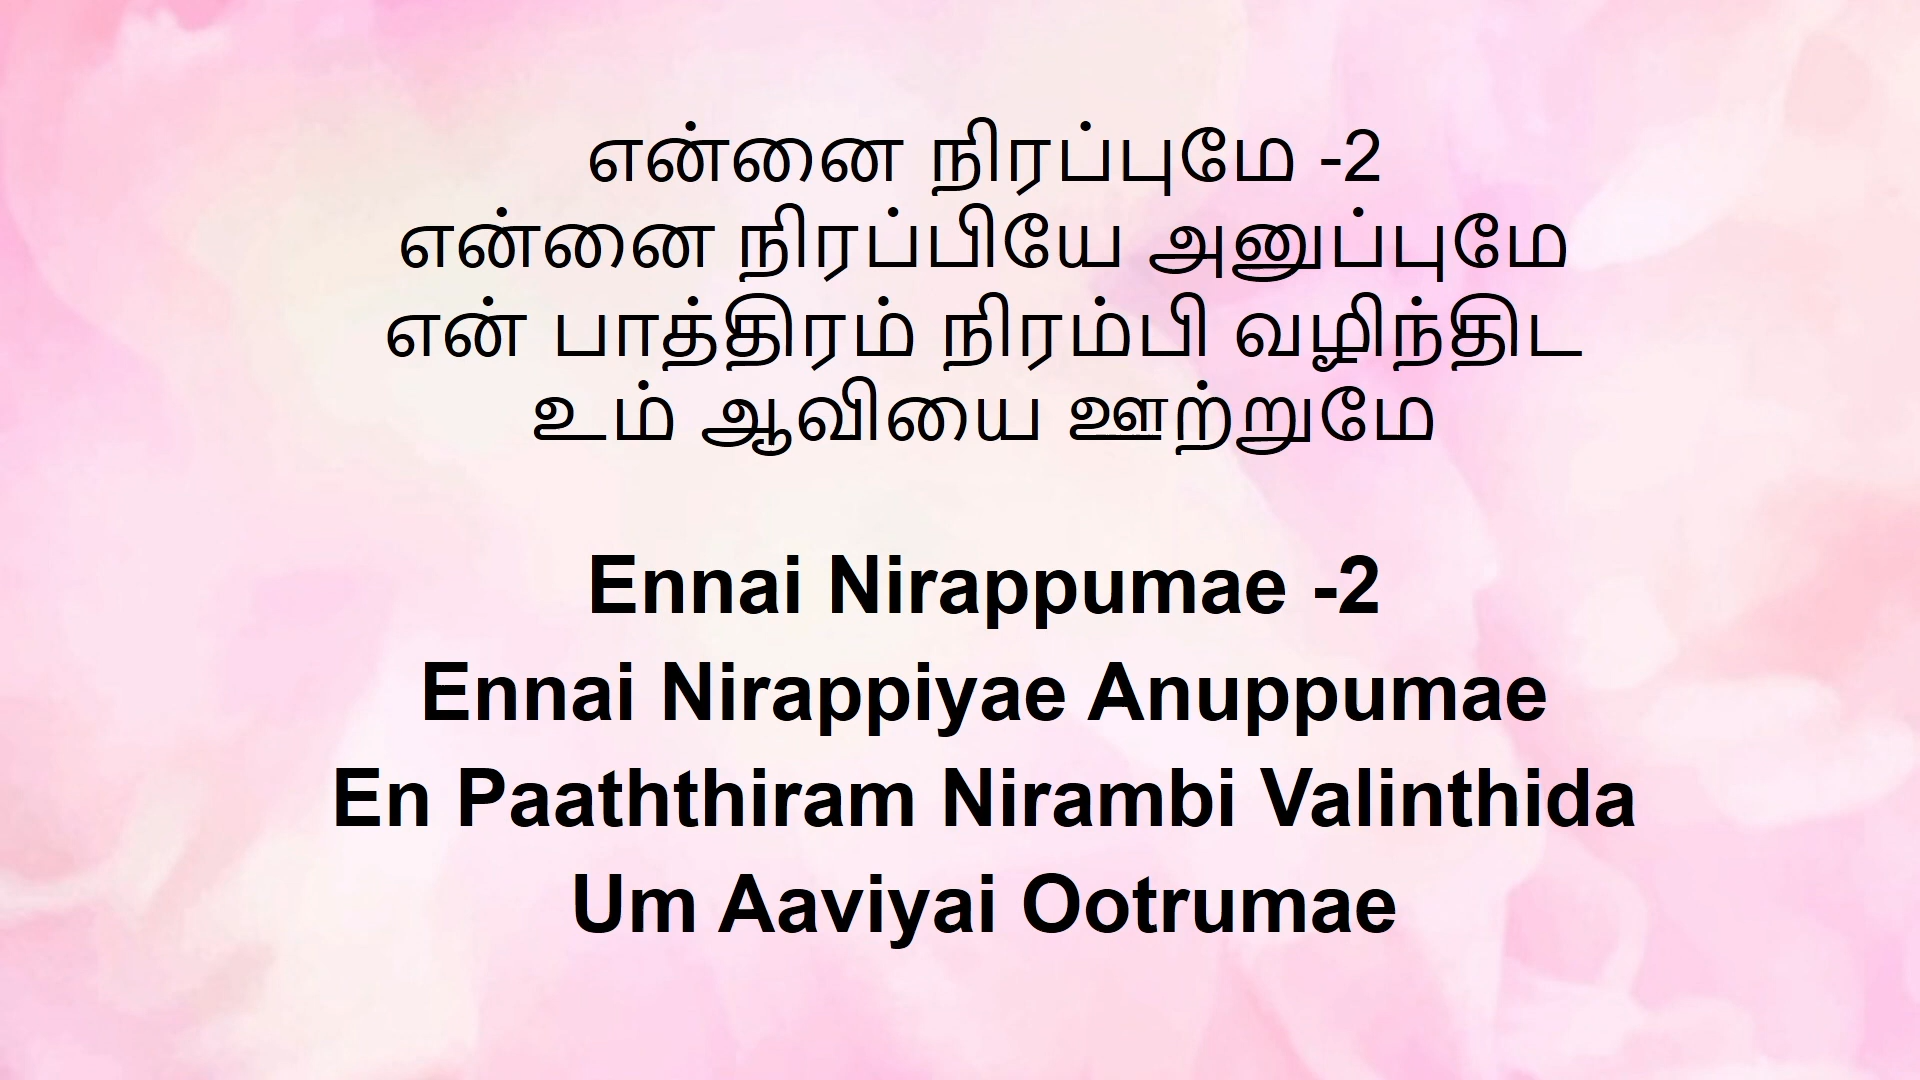 என்னை நிரப்புமே -2
என்னை நிரப்பியே அனுப்புமே
என் பாத்திரம் நிரம்பி வழிந்திட
உம் ஆவியை ஊற்றுமே
Ennai Nirappumae -2
Ennai Nirappiyae Anuppumae
En Paaththiram Nirambi Valinthida
Um Aaviyai Ootrumae